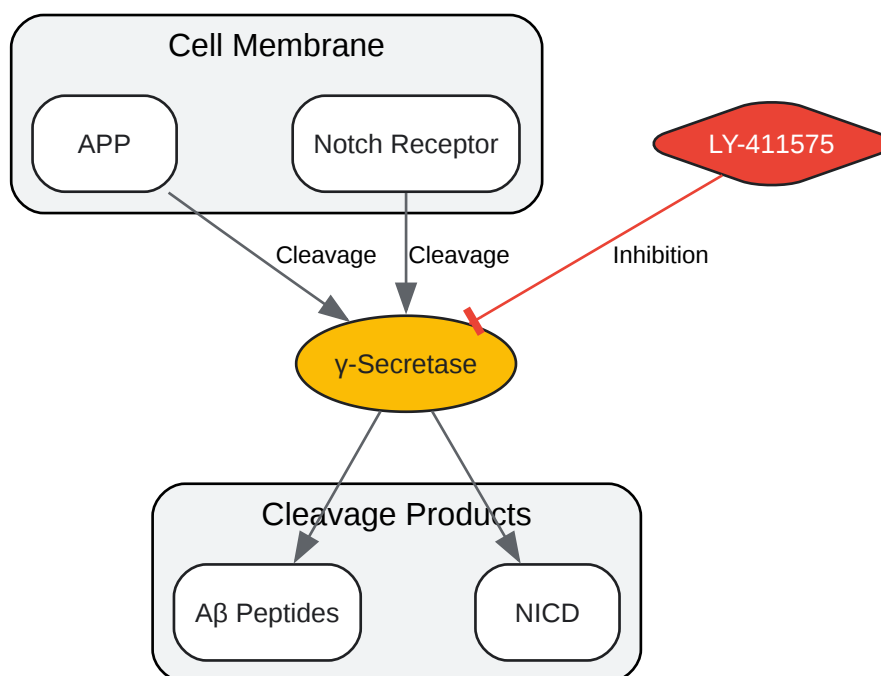 Cell Membrane
APP
Notch Receptor
LY-411575
Cleavage
Cleavage
Inhibition
γ-Secretase
Cleavage Products
Aβ Peptides
NICD